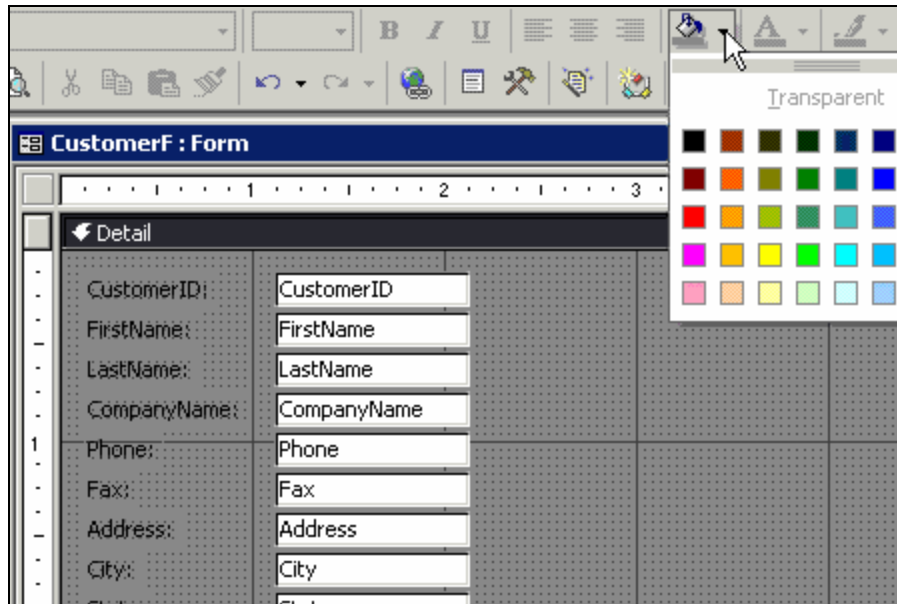 B I U A
Transparent
CustomerF : Form
1 2 3
Detail
CustomerID: CustomerID
FirstName: FirstName
LastName: LastName
CompanyName: CompanyName
1
Phone: Phone
Fax: Fax
Address: Address
City: City